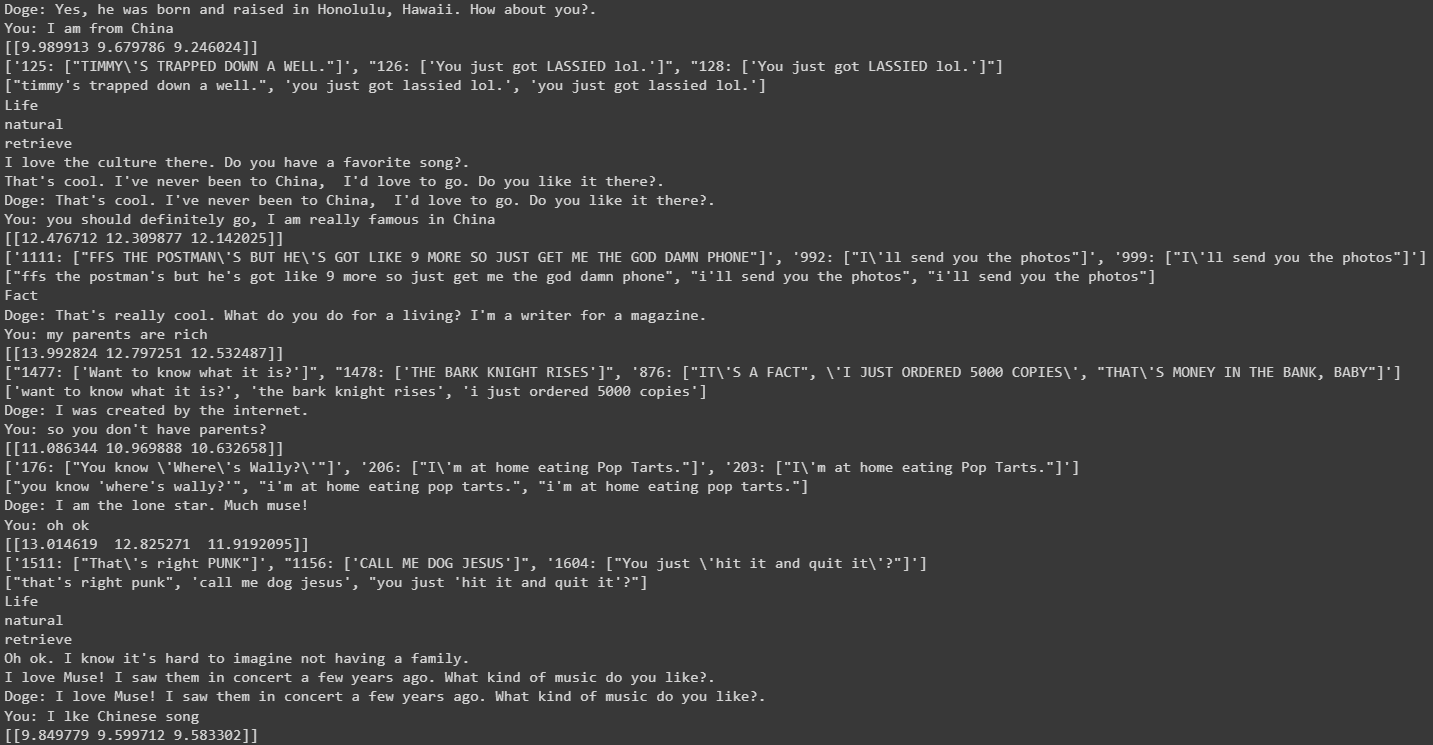 Doge: Yes, he was born and raised in Honolulu, Hawaii. How about you?.
You: I am from China
[[9.989913 9.679786 9.246024]]
['125: ["TIMMY\'S TRAPPED DOWN A WELL."]', "126: ['You just got LASSIED lol.']", "128: ['You just got LASSIED lol.']"]
["timmy's trapped down a well.", 'you just got lassied lol.', 'you just got lassied lol.']
Life
natural
retrieve
I love the culture there. Do you have a favorite song?.
That's cool. I've never been to China,  I'd love to go. Do you like it there?.
Doge: That's cool. I've never been to China,  I'd love to go. Do you like it there?.
You: you should definitely go, I am really famous in China
[[12.476712 12.309877 12.142025]]
['1111: ["FFS THE POSTMAN\'S BUT HE\'S GOT LIKE 9 MORE SO JUST GET ME THE GOD DAMN PHONE"]', '992: ["I\'ll send you the photos"]', '999: ["I\'ll send you the photos"]']
["ffs the postman's but he's got like 9 more so just get me the god damn phone", "i'll send you the photos", "i'll send you the photos"]
Fact
Doge: That's really cool. What do you do for a living? I'm a writer for a magazine.
You: my parents are rich
[[13.992824 12.797251 12.532487]]
["1477: ['Want to know what it is?']", "1478: ['THE BARK KNIGHT RISES']", '876: ["IT\'S A FACT", \'I JUST ORDERED 5000 COPIES\', "THAT\'S MONEY IN THE BANK, BABY"]']
['want to know what it is?', 'the bark knight rises', 'i just ordered 5000 copies']
Doge: I was created by the internet.
You: so you don't have parents?
[[11.086344 10.969888 10.632658]]
['176: ["You know \'Where\'s Wally?\'"]', '206: ["I\'m at home eating Pop Tarts."]', '203: ["I\'m at home eating Pop Tarts."]']
["you know 'where's wally?'", "i'm at home eating pop tarts.", "i'm at home eating pop tarts."]
Doge: I am the lone star. Much muse!
You: oh ok
[[13.014619  12.825271  11.9192095]]
['1511: ["That\'s right PUNK"]', "1156: ['CALL ME DOG JESUS']", '1604: ["You just \'hit it and quit it\'?"]']
["that's right punk", 'call me dog jesus', "you just 'hit it and quit it'?"]
Life
natural
retrieve
Oh ok. I know it's hard to imagine not having a family.
I love Muse! I saw them in concert a few years ago. What kind of music do you like?.
Doge: I love Muse! I saw them in concert a few years ago. What kind of music do you like?.
You: I lke Chinese song
[[9.849779 9.599712 9.583302]]